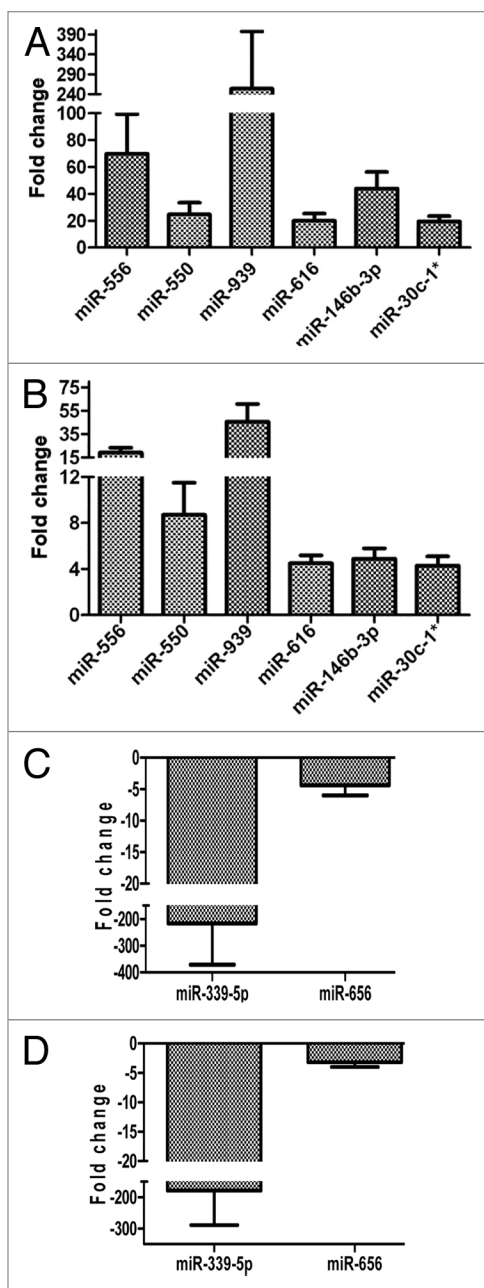 A
Fold change
390
340
290
240
100
80
60
40
20
0
miR-556
miR-550
miR-939
miR-616
miR-146b-3p
miR-30c-1*
B
Fold change
75
55
35
15
12
8
4
0
miR-556
miR-550
miR-939
miR-616
miR-146b-3p
miR-30c-1*
C
Fold change
0
-5
-10
-15
-20
-200
-300
-400
miR-339-5p
miR-656
D
Fold change
0
-5
-10
-15
-20
-200
-300
miR-339-5p
miR-656